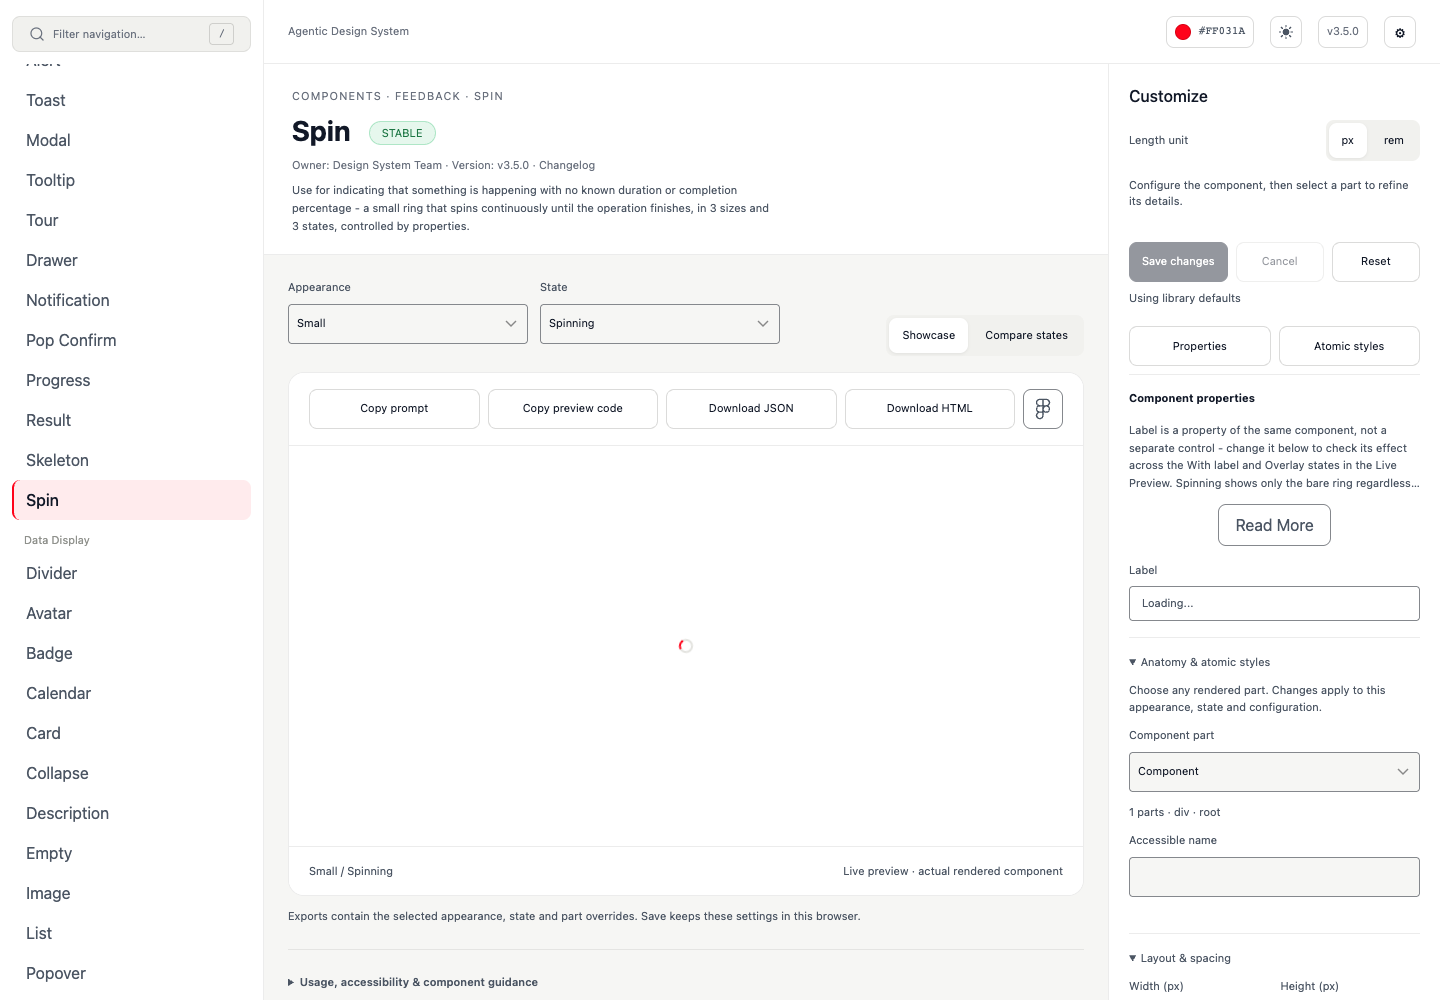 Filter navigation...
/
Alert
Toast
Modal
Tooltip
Tour
Drawer
Notification
Pop Confirm
Progress
Result
Skeleton
Spin
Data Display
Divider
Avatar
Badge
Calendar
Card
Collapse
Description
Empty
Image
List
Popover
Agentic Design System
#FF031A
v3.5.0
COMPONENTS · FEEDBACK · SPIN
Spin
STABLE
Owner: Design System Team · Version: v3.5.0 · Changelog
Use for indicating that something is happening with no known duration or completion
percentage - a small ring that spins continuously until the operation finishes, in 3 sizes and
3 states, controlled by properties.
Appearance
State
Small
Spinning
Showcase
Compare states
Copy prompt
Copy preview code
Download JSON
Download HTML
Small / Spinning
Live preview · actual rendered component
Exports contain the selected appearance, state and part overrides. Save keeps these settings in this browser.
Usage, accessibility & component guidance
Customize
Length unit
px
rem
Configure the component, then select a part to refine
its details.
Save changes
Cancel
Reset
Using library defaults
Properties
Atomic styles
Component properties
Label is a property of the same component, not a
separate control - change it below to check its effect
across the With label and Overlay states in the Live
Preview. Spinning shows only the bare ring regardless...
Read More
Label
Loading...
Anatomy & atomic styles
Choose any rendered part. Changes apply to this
appearance, state and configuration.
Component part
Component
1 parts · div · root
Accessible name
Layout & spacing
Width (px)
Height (px)